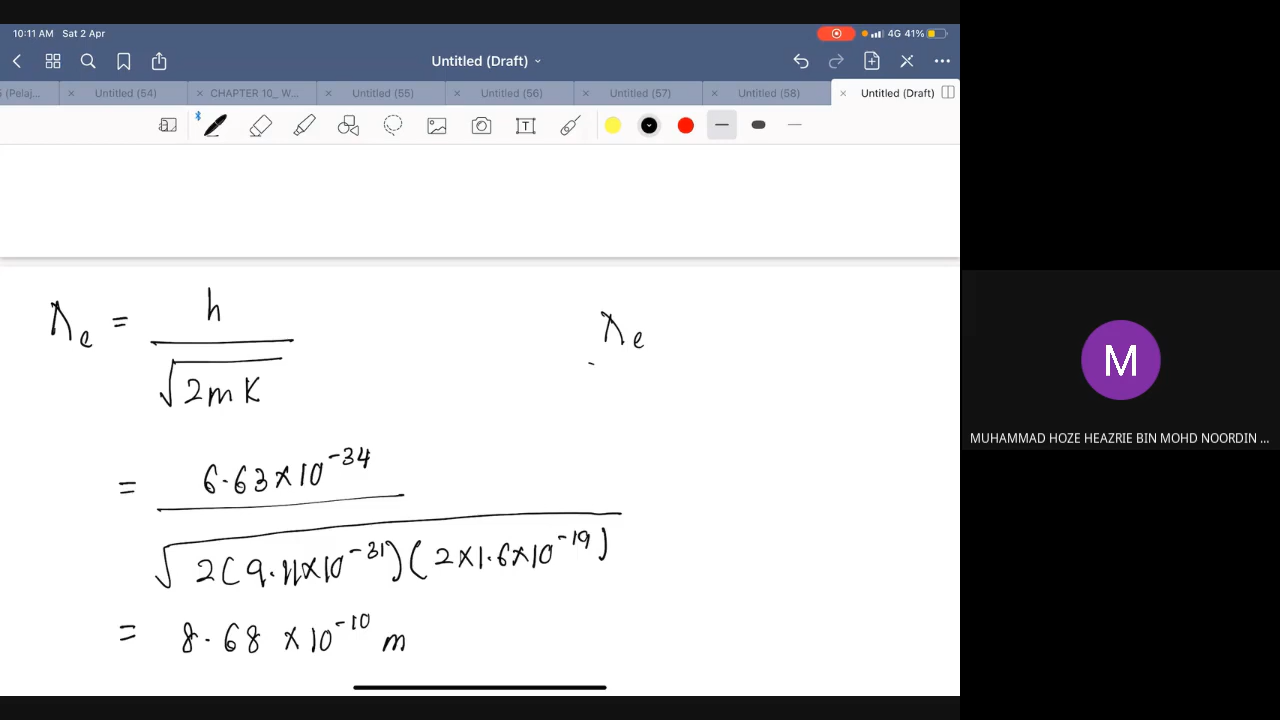 10:11 AM Sat 2 Apr
4G 41%
Untitled (Draft)
(Pelaj... Untitled (54) CHAPTER 10_ W... Untitled (55) Untitled (56) Untitled (57) Untitled (58) Untitled (Draft)
T
λe = h / √2mK
λe
= 6.63×10^-34 / √2(9.11×10^-31)(2×1.6×10^-19)
= 8.68 ×10^-10 m
M
MUHAMMAD HOZE HEAZRIE BIN MOHD NOORDIN ...